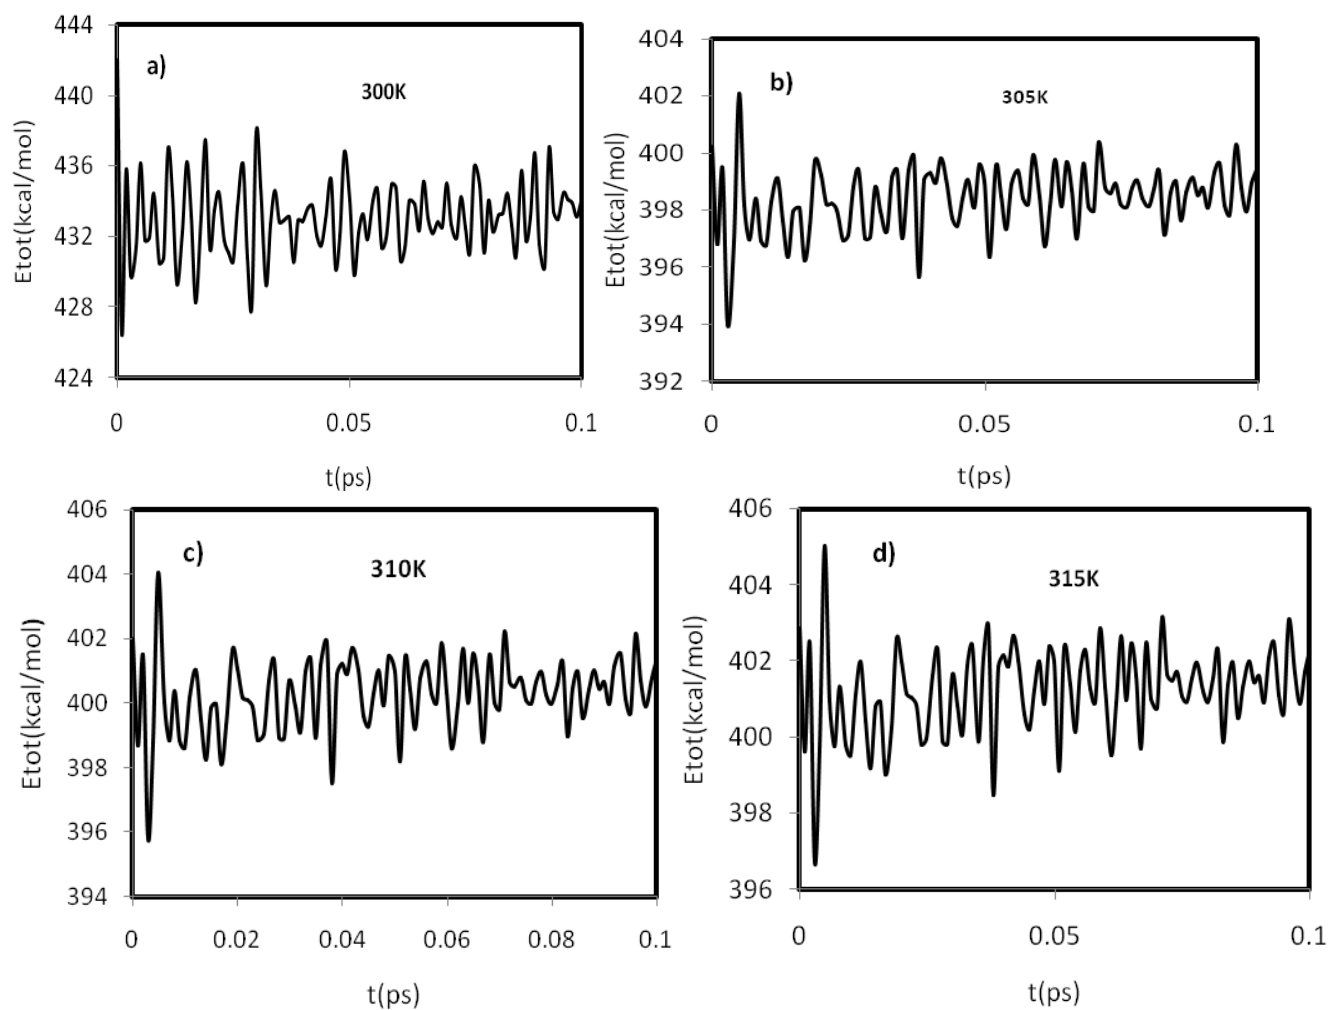 a)
300K
Etot(kcal/mol)
444
440
436
432
428
424
0
0.05
0.1
t(ps)
b)
305K
Etot(kcal/mol)
404
402
400
398
396
394
392
0
0.05
0.1
t(ps)
c)
310K
Etot(kcal/mol)
406
404
402
400
398
396
394
0
0.02
0.04
0.06
0.08
0.1
t(ps)
d)
315K
Etot(kcal/mol)
406
404
402
400
398
396
0
0.05
0.1
t(ps)